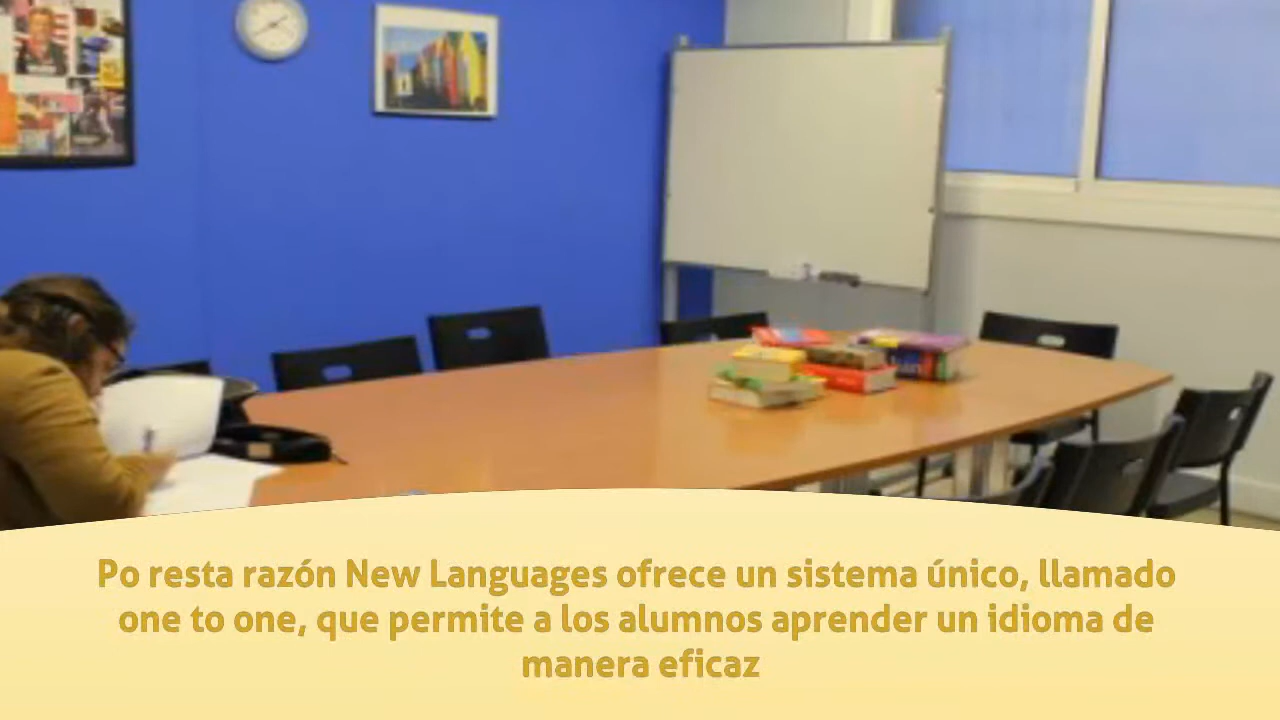 Po resta razón New Languages ofrece un sistema único, llamado
one to one, que permite a los alumnos aprender un idioma de
manera eficaz